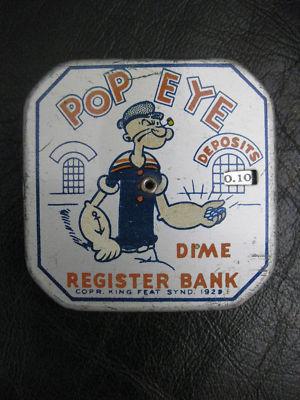 POP EYE
DEPOSITS
0.10
DIME
REGISTER BANK
COPR. KING FEAT SYND. 1929